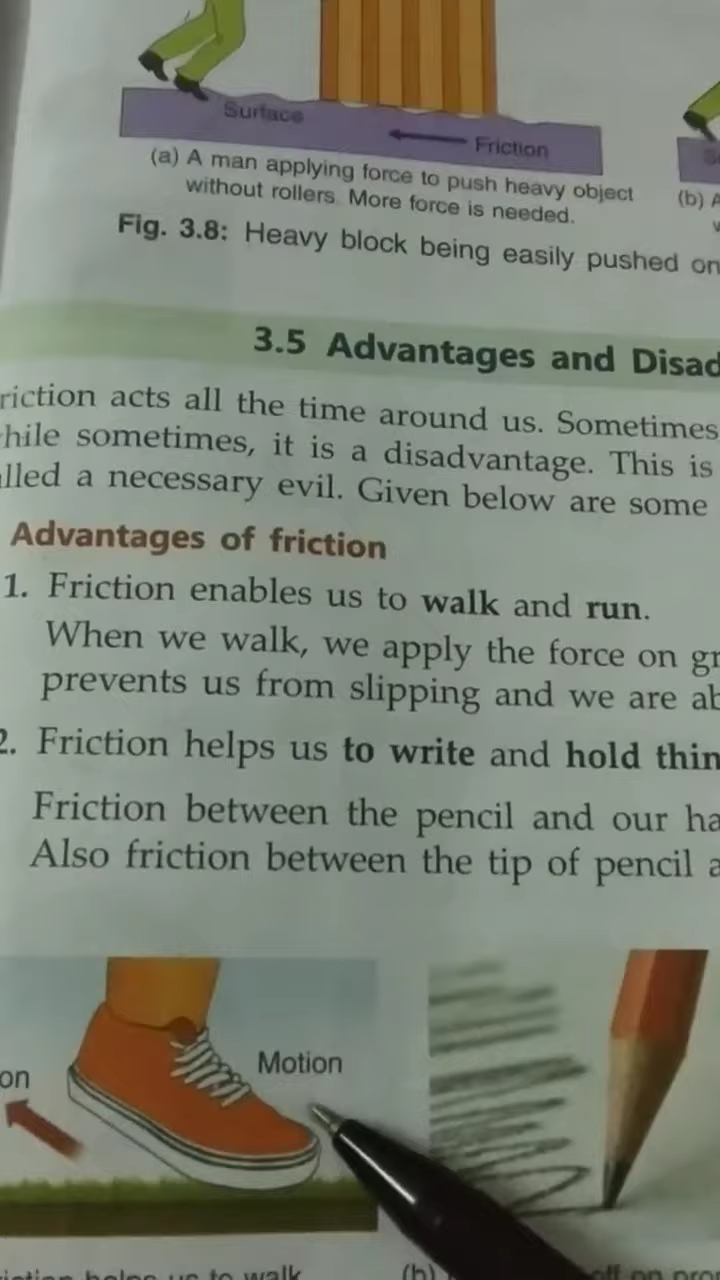 Surface
Friction
(a) A man applying force to push heavy object
without rollers. More force is needed.
(b) A
Fig. 3.8: Heavy block being easily pushed on
3.5 Advantages and Disad
riction acts all the time around us. Sometimes
hile sometimes, it is a disadvantage. This is
lled a necessary evil. Given below are some
Advantages of friction
1. Friction enables us to walk and run.
When we walk, we apply the force on gr
prevents us from slipping and we are ab
2. Friction helps us to write and hold thin
Friction between the pencil and our ha
Also friction between the tip of pencil a
Motion
on
helps us to walk
(b)